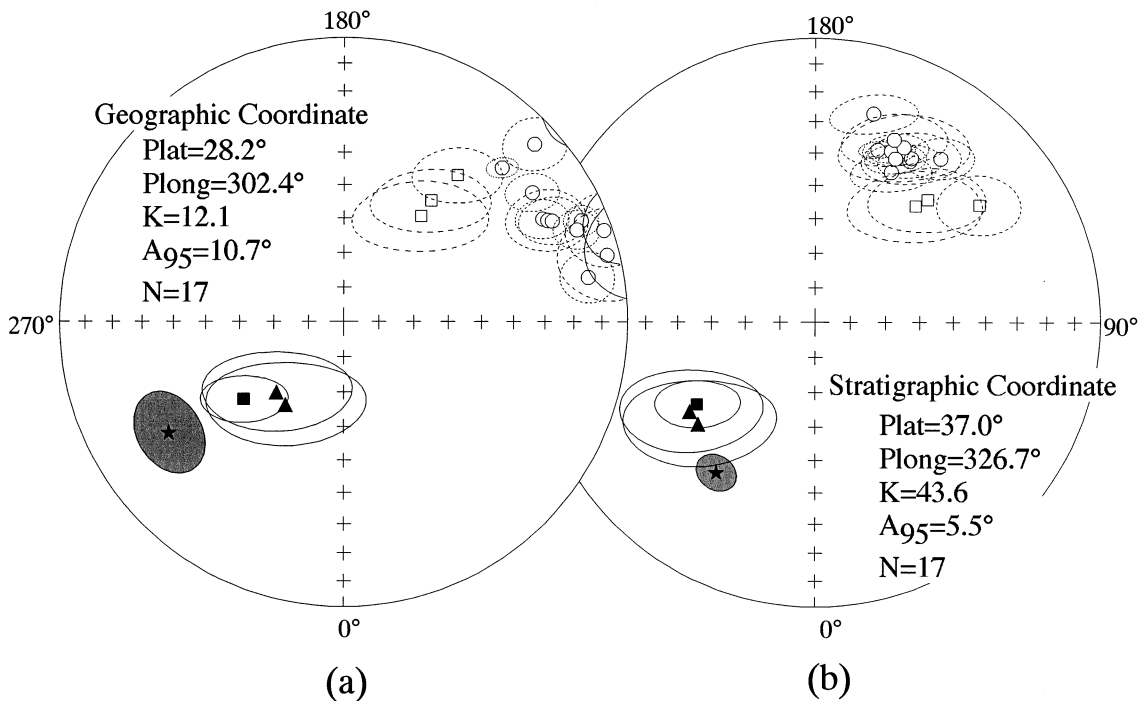 180°
Geographic Coordinate
Plat=28.2°
Plong=302.4°
K=12.1
A95=10.7°
N=17
270°
0°
(a)
180°
90°
Stratigraphic Coordinate
Plat=37.0°
Plong=326.7°
K=43.6
A95=5.5°
N=17
0°
(b)